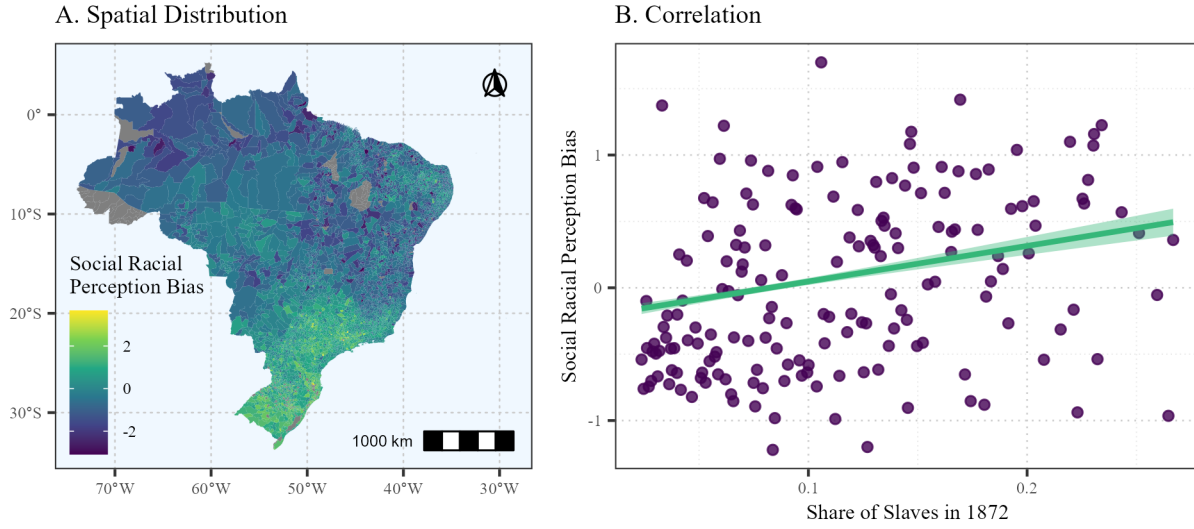 A. Spatial Distribution
0°
10°S
20°S
30°S
70°W
60°W
50°W
40°W
30°W
Social Racial
Perception Bias
2
0
-2
1000 km
B. Correlation
Social Racial Perception Bias
1
0
-1
0.1
0.2
Share of Slaves in 1872